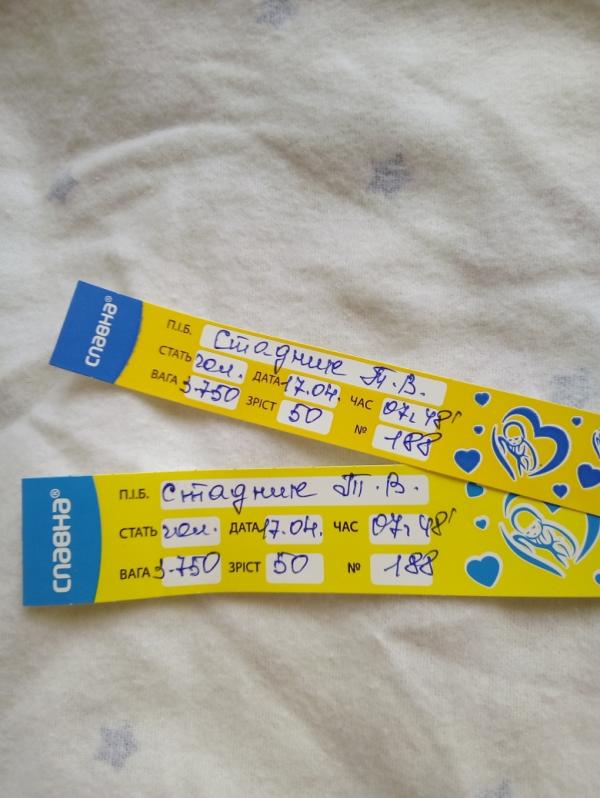 славна®
П.І.Б. Стадник Т.В.
СТАТЬ чол. ДАТА 17.04. ЧАС 07,48'
ВАГА 3-750 ЗРІСТ 50 № 188
славна®
П.І.Б. Стадник Т.В.
СТАТЬ чол. ДАТА 17.04. ЧАС 07,48'
ВАГА 3-750 ЗРІСТ 50 № 188